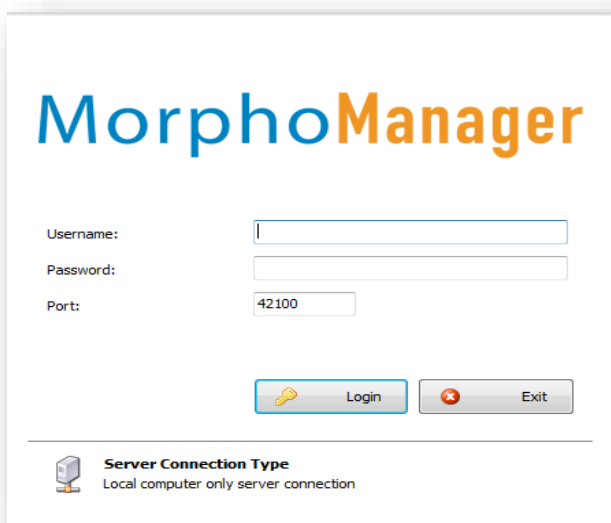 MorphoManager
Username:
Password:
Port: 42100
Login Exit
Server Connection Type
Local computer only server connection